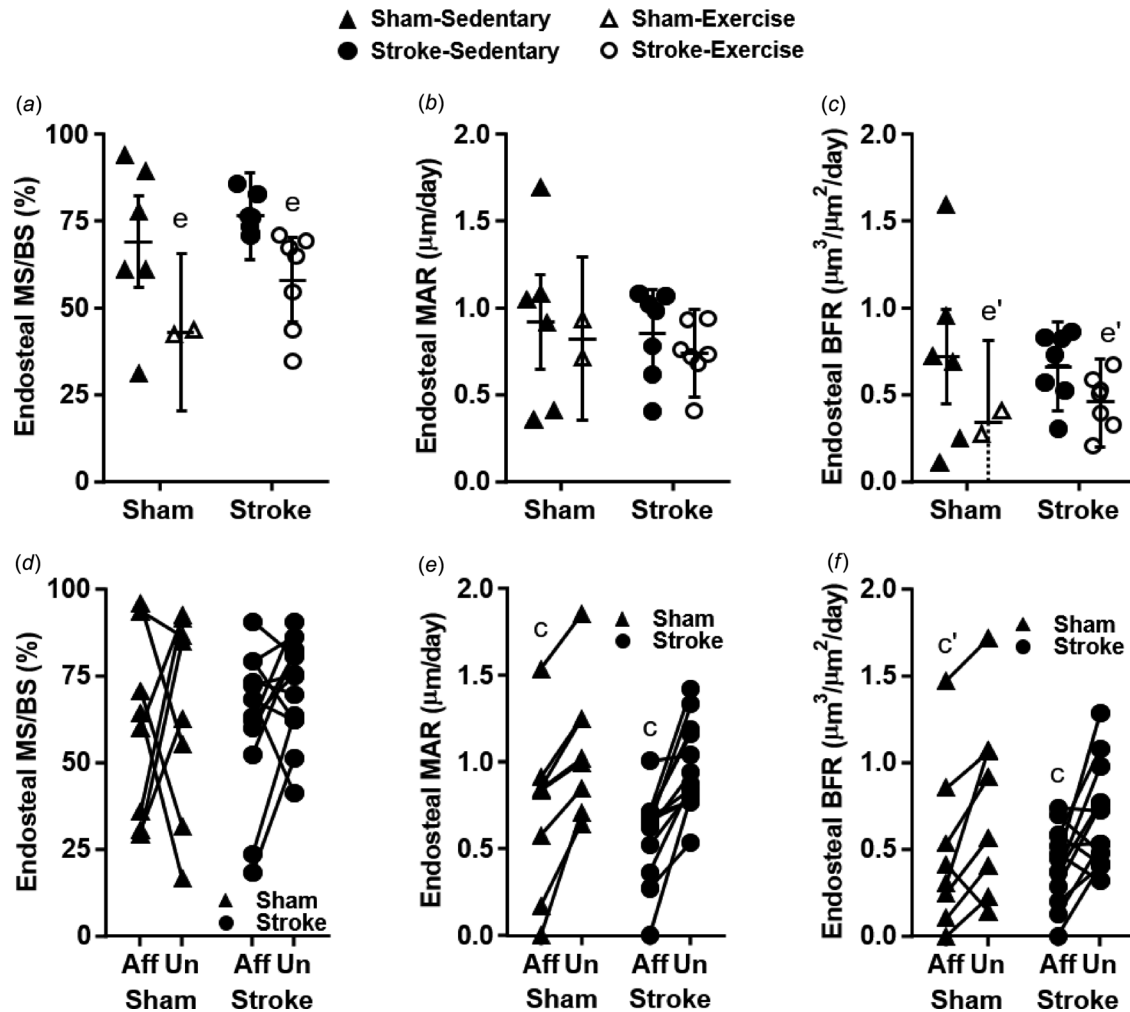 Sham-Sedentary Sham-Exercise
Stroke-Sedentary Stroke-Exercise
(a)
Endosteal MS/BS (%)
100
75
50
25
0
e
e
Sham Stroke
(b)
Endosteal MAR (μm/day)
2.0
1.5
1.0
0.5
0.0
Sham Stroke
(c)
Endosteal BFR (μm³/μm²/day)
2.0
1.5
1.0
0.5
0.0
e'
e'
Sham Stroke
(d)
Endosteal MS/BS (%)
100
75
50
25
0
Sham
Stroke
Aff Un Aff Un
Sham Stroke
(e)
Endosteal MAR (μm/day)
2.0
1.5
1.0
0.5
0.0
c
Sham
Stroke
c
Aff Un Aff Un
Sham Stroke
(f)
Endosteal BFR (μm³/μm²/day)
2.0
1.5
1.0
0.5
0.0
c'
Sham
Stroke
c
Aff Un Aff Un
Sham Stroke